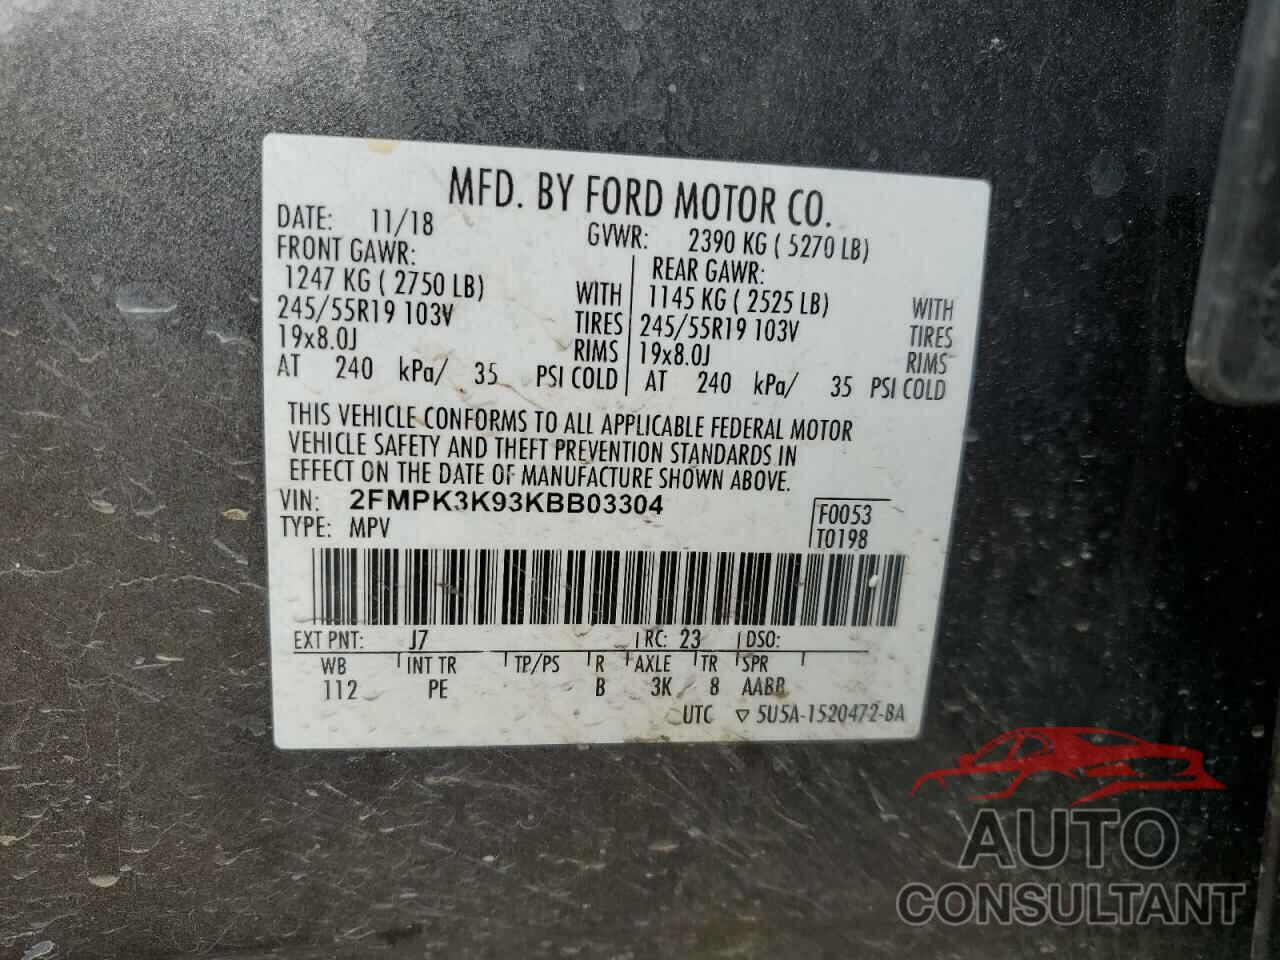 MFD. BY FORD MOTOR CO.
DATE: 11/18 GVWR: 2390 KG ( 5270 LB)
FRONT GAWR: REAR GAWR:
1247 KG ( 2750 LB) WITH 1145 KG ( 2525 LB) WITH
245/55R19 103V TIRES 245/55R19 103V TIRES
19x8.0J RIMS 19x8.0J RIMS
AT 240 kPa/ 35 PSI COLD AT 240 kPa/ 35 PSI COLD
THIS VEHICLE CONFORMS TO ALL APPLICABLE FEDERAL MOTOR
VEHICLE SAFETY AND THEFT PREVENTION STANDARDS IN
EFFECT ON THE DATE OF MANUFACTURE SHOWN ABOVE.
VIN: 2FMPK3K93KBB03304 F0053
TYPE: MPV T0198
EXT PNT: J7 RC: 23 DSO:
WB INT TR TP/PS R AXLE TR SPR
112 PE B 3K 8 AABB
UTC ▽ 5U5A-1520472-BA
AUTO
CONSULTANT